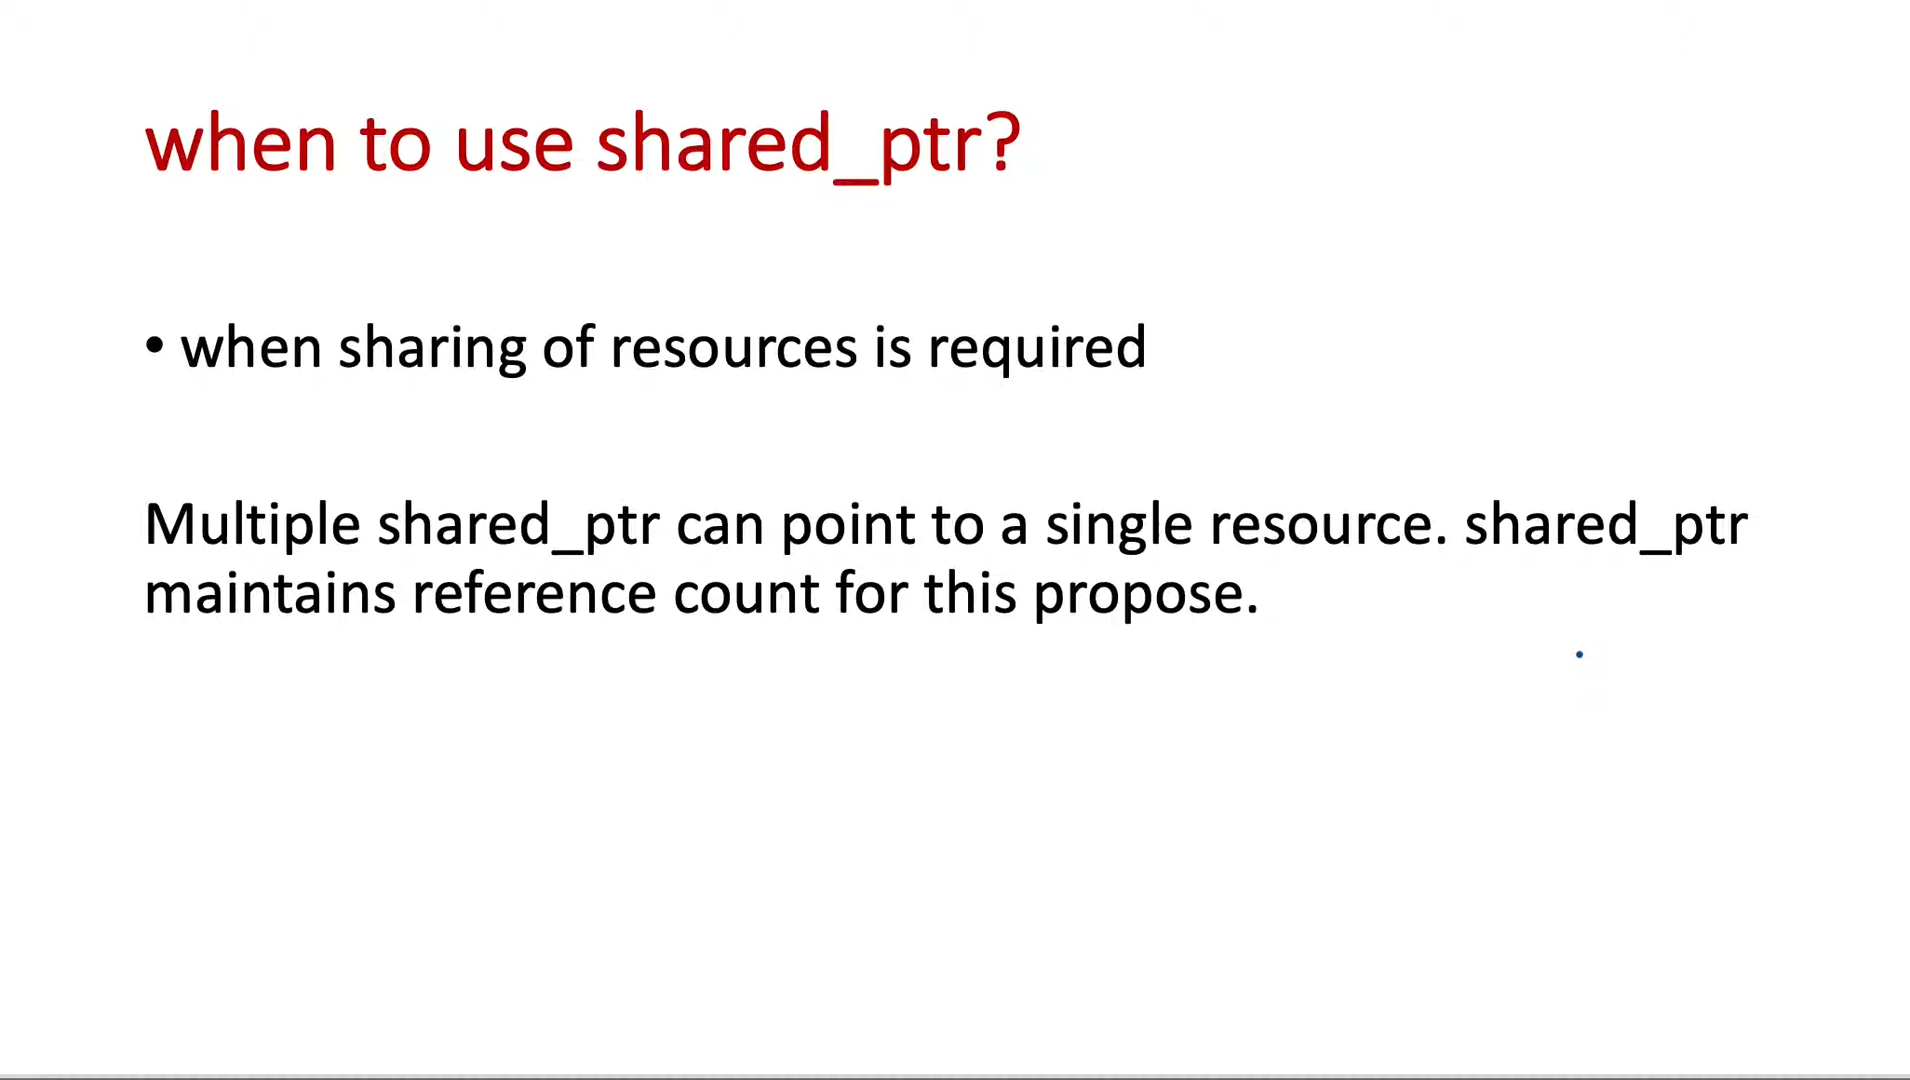 when to use shared_ptr?
• when sharing of resources is required
Multiple shared_ptr can point to a single resource. shared_ptr
maintains reference count for this propose.